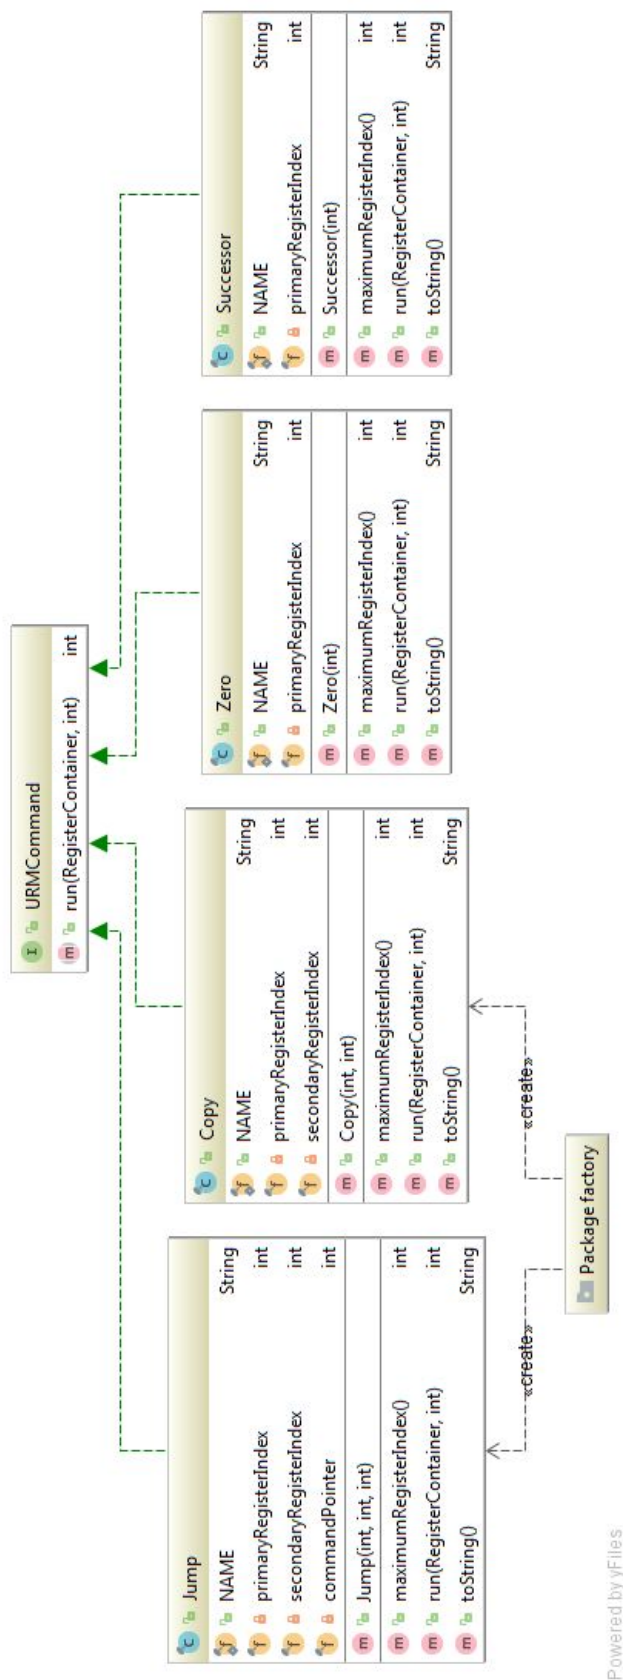 URMCommand
run(RegisterContainer, int) int
Jump
NAME String
primaryRegisterIndex int
secondaryRegisterIndex int
commandPointer int
Jump(int, int, int)
maximumRegisterIndex() int
run(RegisterContainer, int) int
toString() String
Copy
NAME String
primaryRegisterIndex int
secondaryRegisterIndex int
Copy(int, int)
maximumRegisterIndex() int
run(RegisterContainer, int) int
toString() String
Zero
NAME String
primaryRegisterIndex int
Zero(int)
maximumRegisterIndex() int
run(RegisterContainer, int) int
toString() String
Successor
NAME String
primaryRegisterIndex int
Successor(int)
maximumRegisterIndex() int
run(RegisterContainer, int) int
toString() String
«create»
«create»
Package factory
Powered by yFiles